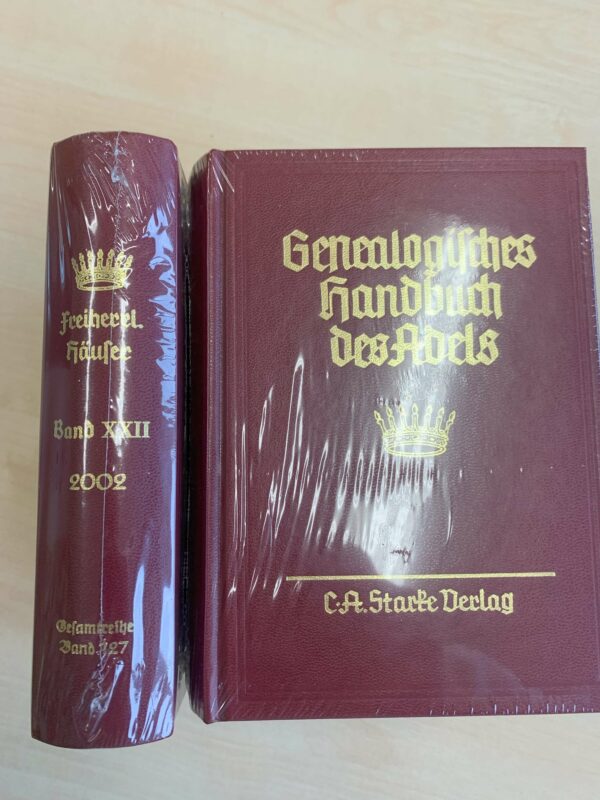 Freiherrl.
Häuser
Band XXII
2002
Gesamtreihe
Band 127
Genealogisches
Handbuch
des Adels
C.A. Starke Verlag